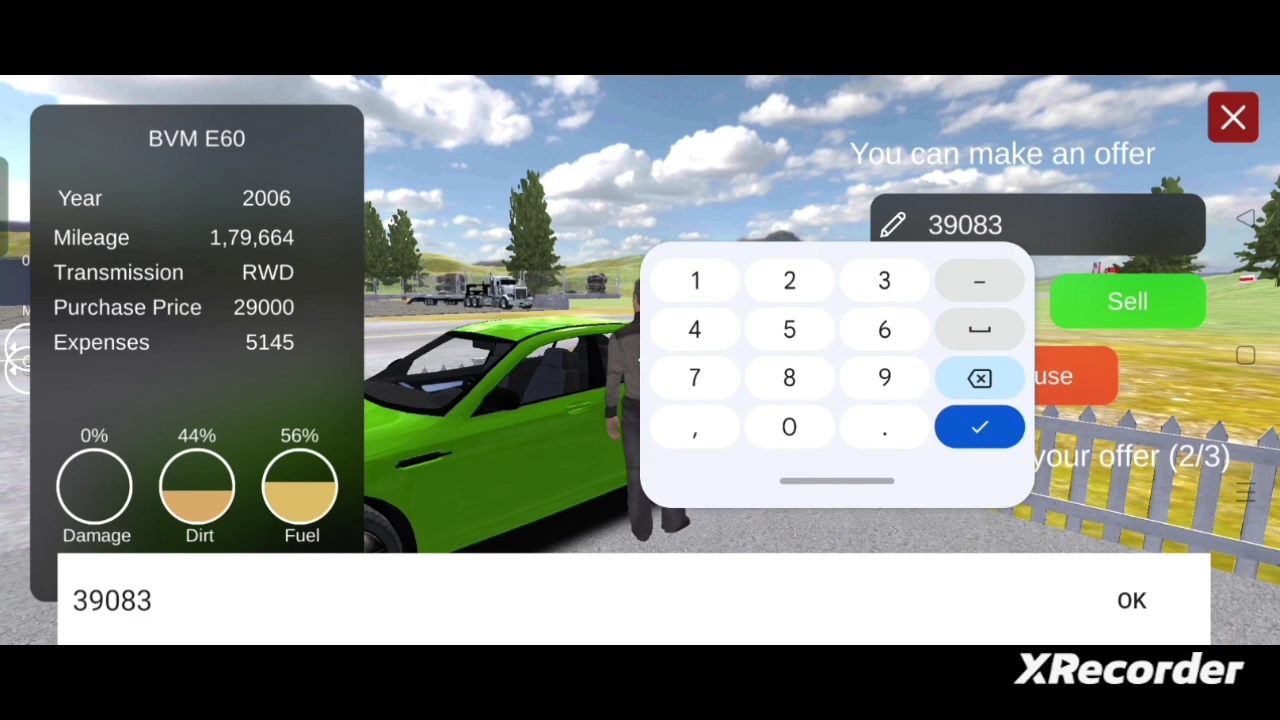 BVM E60
Year 2006
Mileage 1,79,664
Transmission RWD
Purchase Price 29000
Expenses 5145
0% 44% 56%
Damage Dirt Fuel
You can make an offer
39083
Sell
use
your offer (2/3)
1 2 3 –
4 5 6
7 8 9
, 0 .
39083 OK
XRecorder